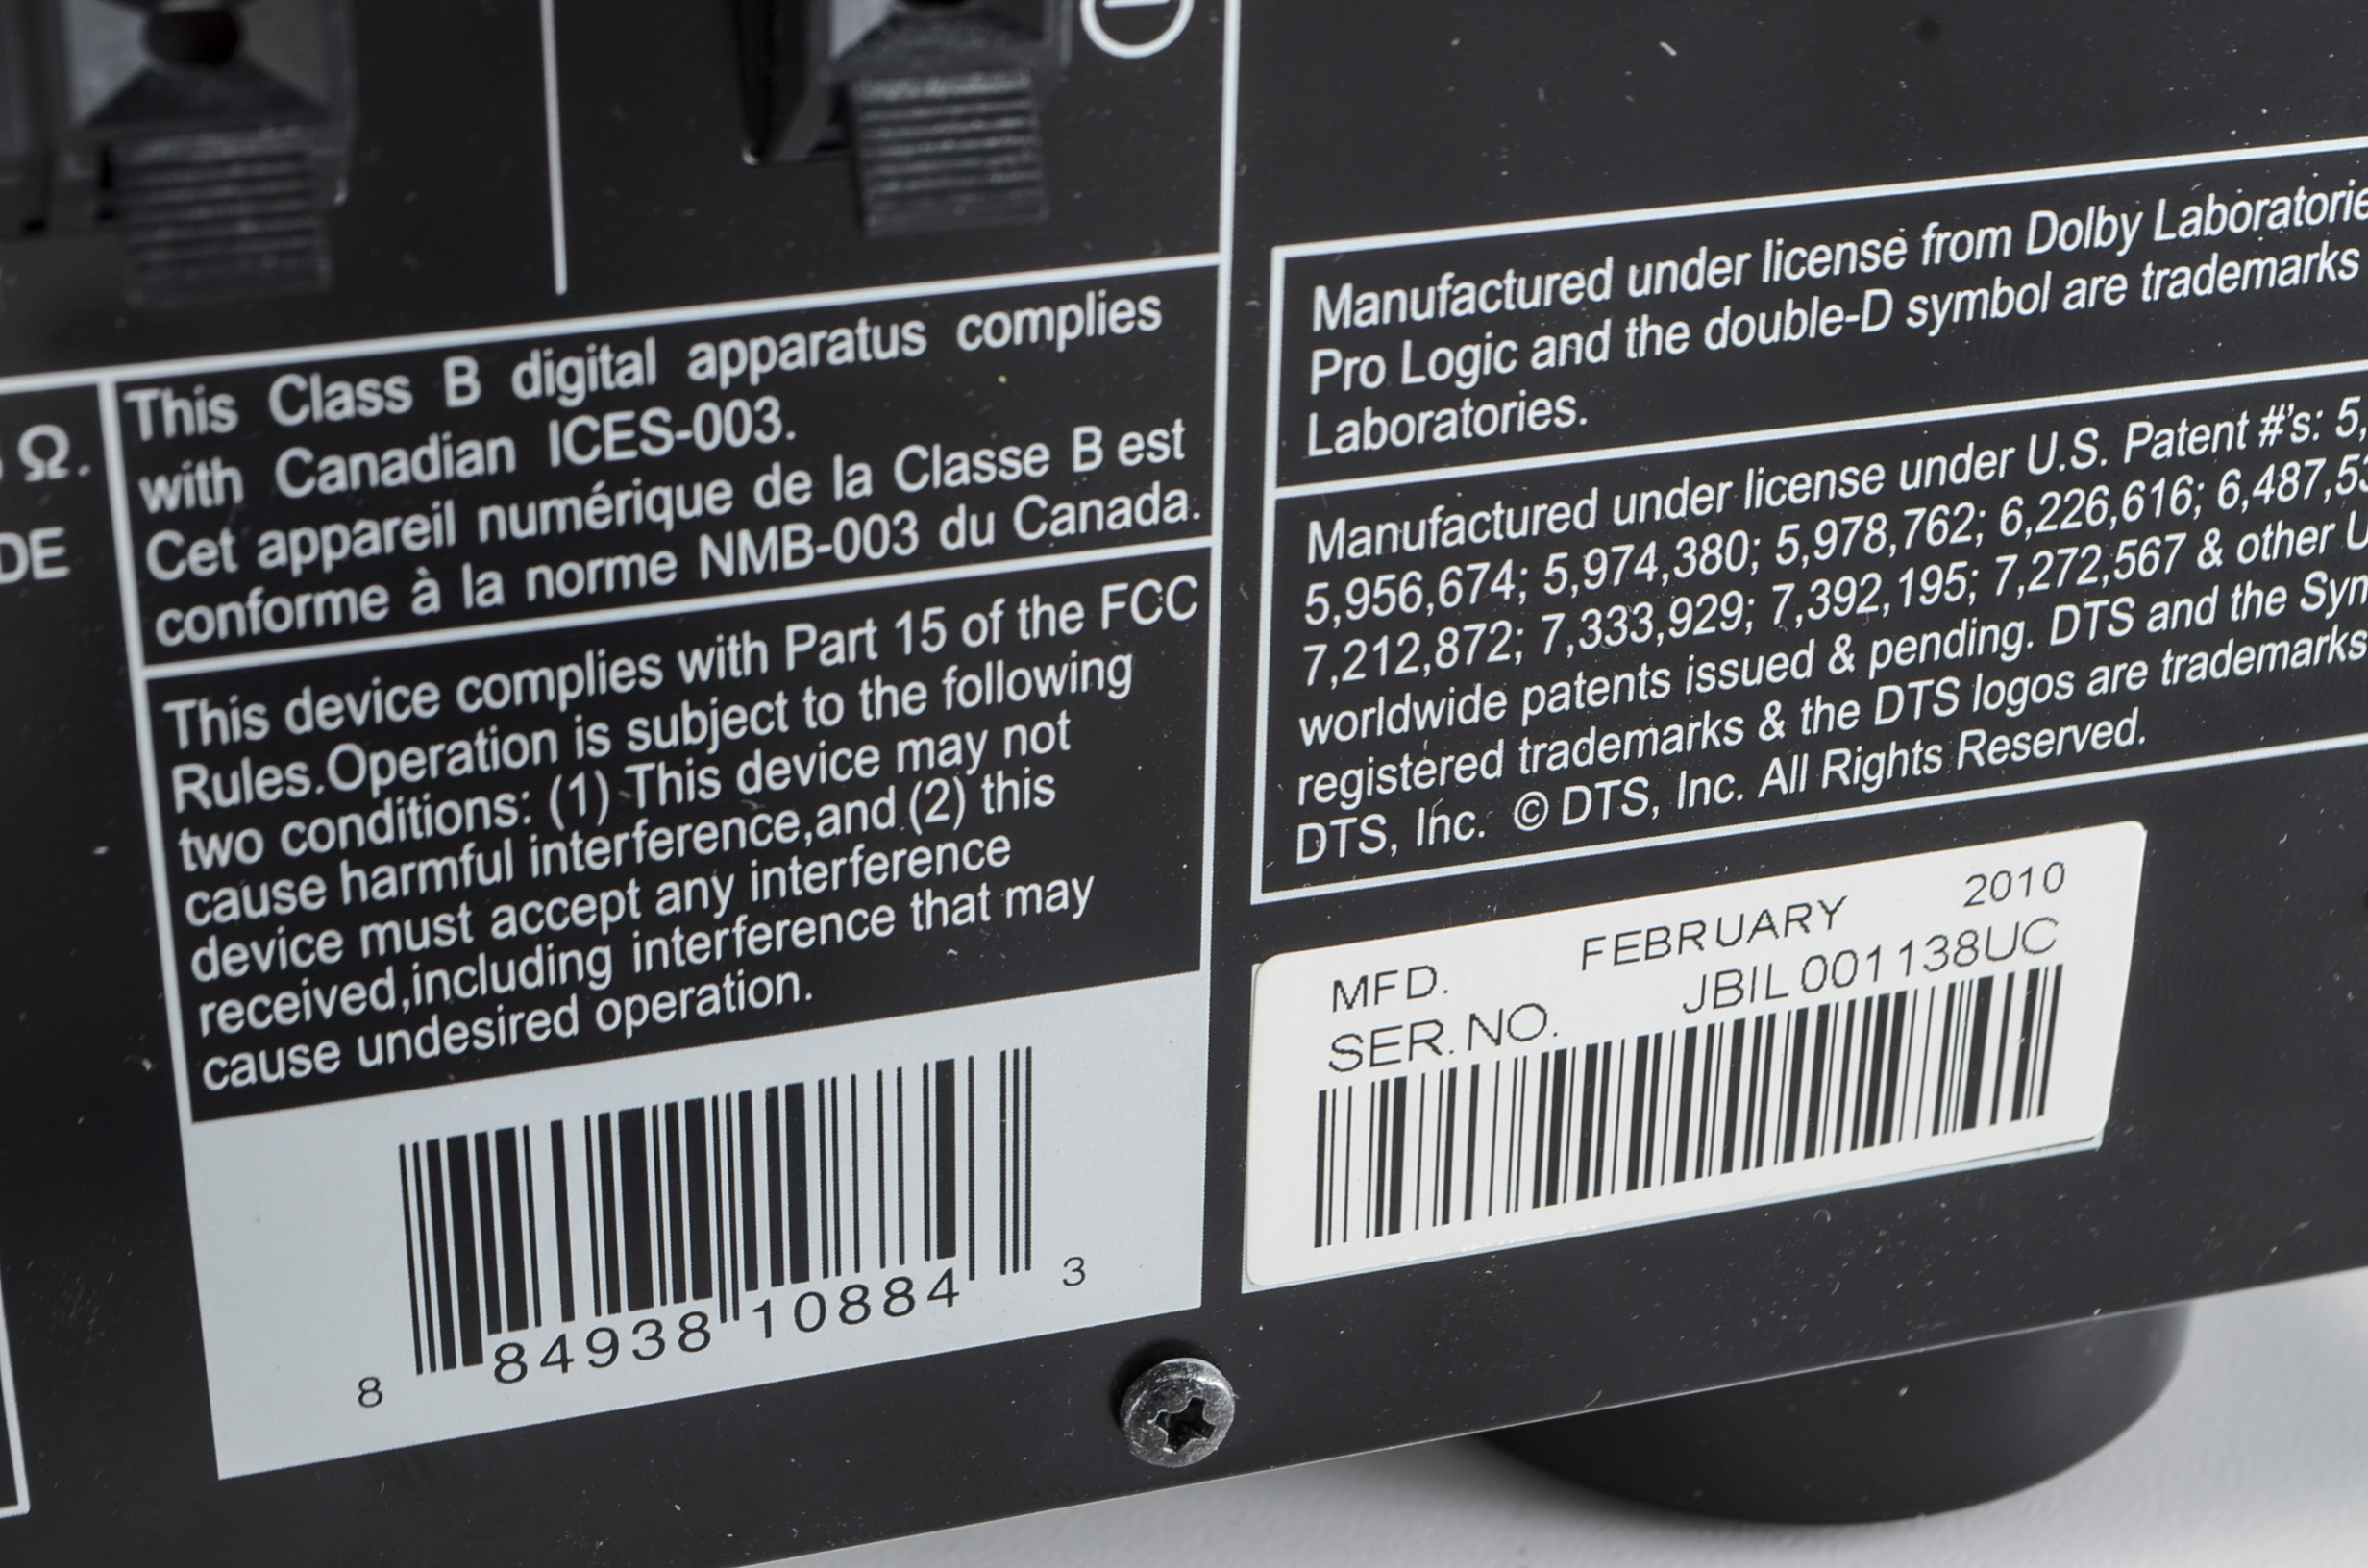 Ω.
DE
This Class B digital apparatus complies
with Canadian ICES-003.
Cet appareil numérique de la Classe B est
conforme à la norme NMB-003 du Canada.
This device complies with Part 15 of the FCC
Rules.Operation is subject to the following
two conditions: (1) This device may not
cause harmful interference,and (2) this
device must accept any interference
received,including interference that may
cause undesired operation.
8 84938 10884 3
Manufactured under license from Dolby Laboratorie
Pro Logic and the double-D symbol are trademarks
Laboratories.
Manufactured under license under U.S. Patent #'s: 5,
5,956,674; 5,974,380; 5,978,762; 6,226,616; 6,487,53
7,212,872; 7,333,929; 7,392,195; 7,272,567 & other U
worldwide patents issued & pending. DTS and the Sym
registered trademarks & the DTS logos are trademarks
DTS, Inc. © DTS, Inc. All Rights Reserved.
MFD. FEBRUARY 2010
SER.NO. JBIL001138UC